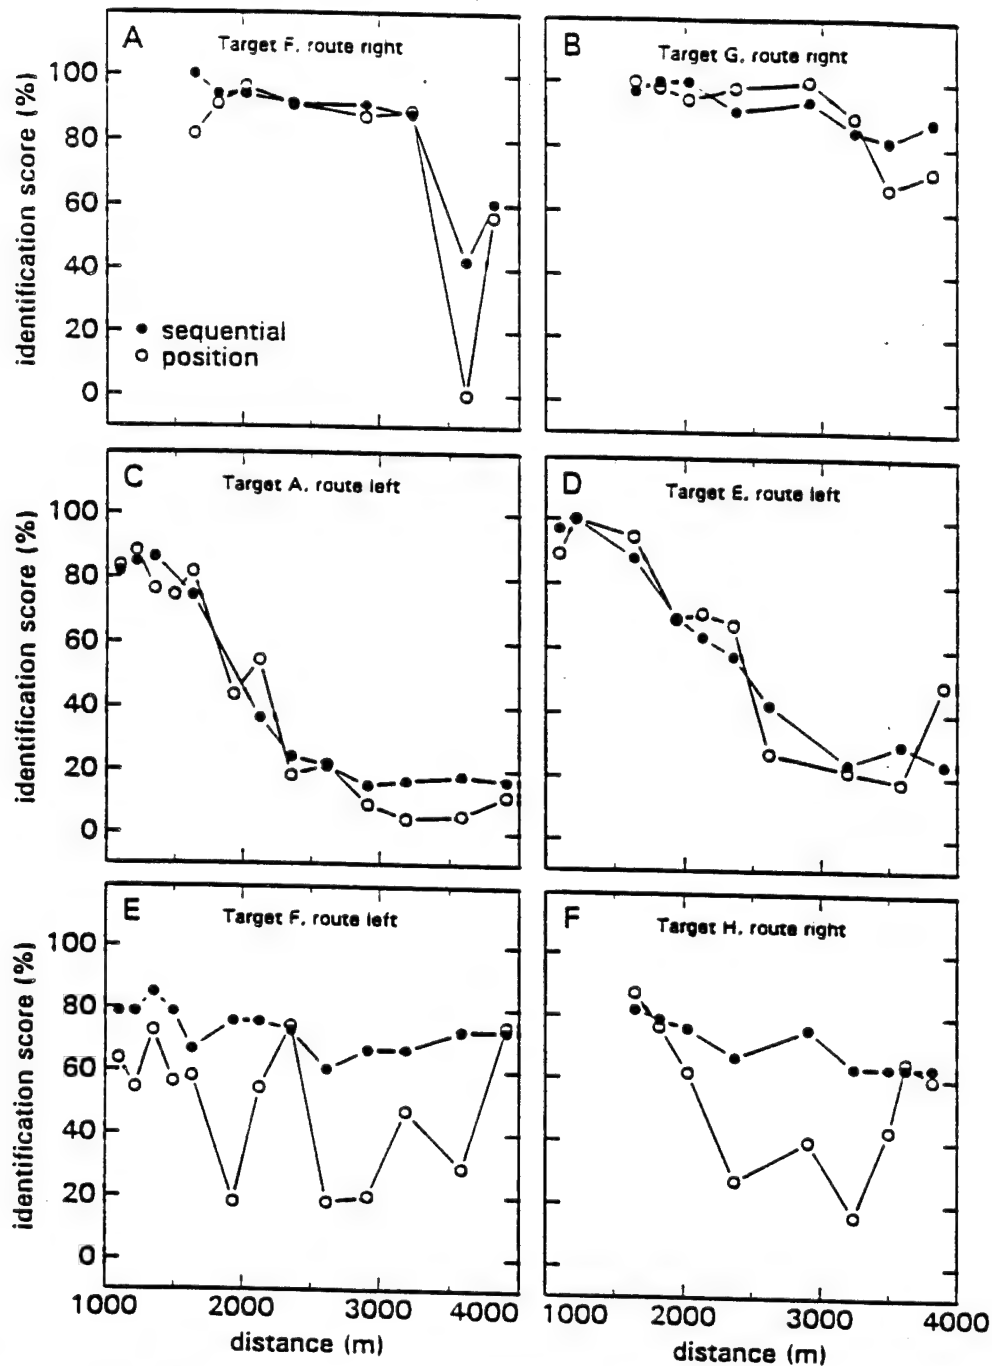 A
Target F. route right
identification score (%)
100
80
60
40
20
0
sequential
position
B
Target G. route right
C
Target A. route left
identification score (%)
100
80
60
40
20
0
D
Target E. route left
E
Target F. route left
identification score (%)
100
80
60
40
20
0
1000
2000
3000
4000
distance (m)
F
Target H. route right
1000
2000
3000
4000
distance (m)